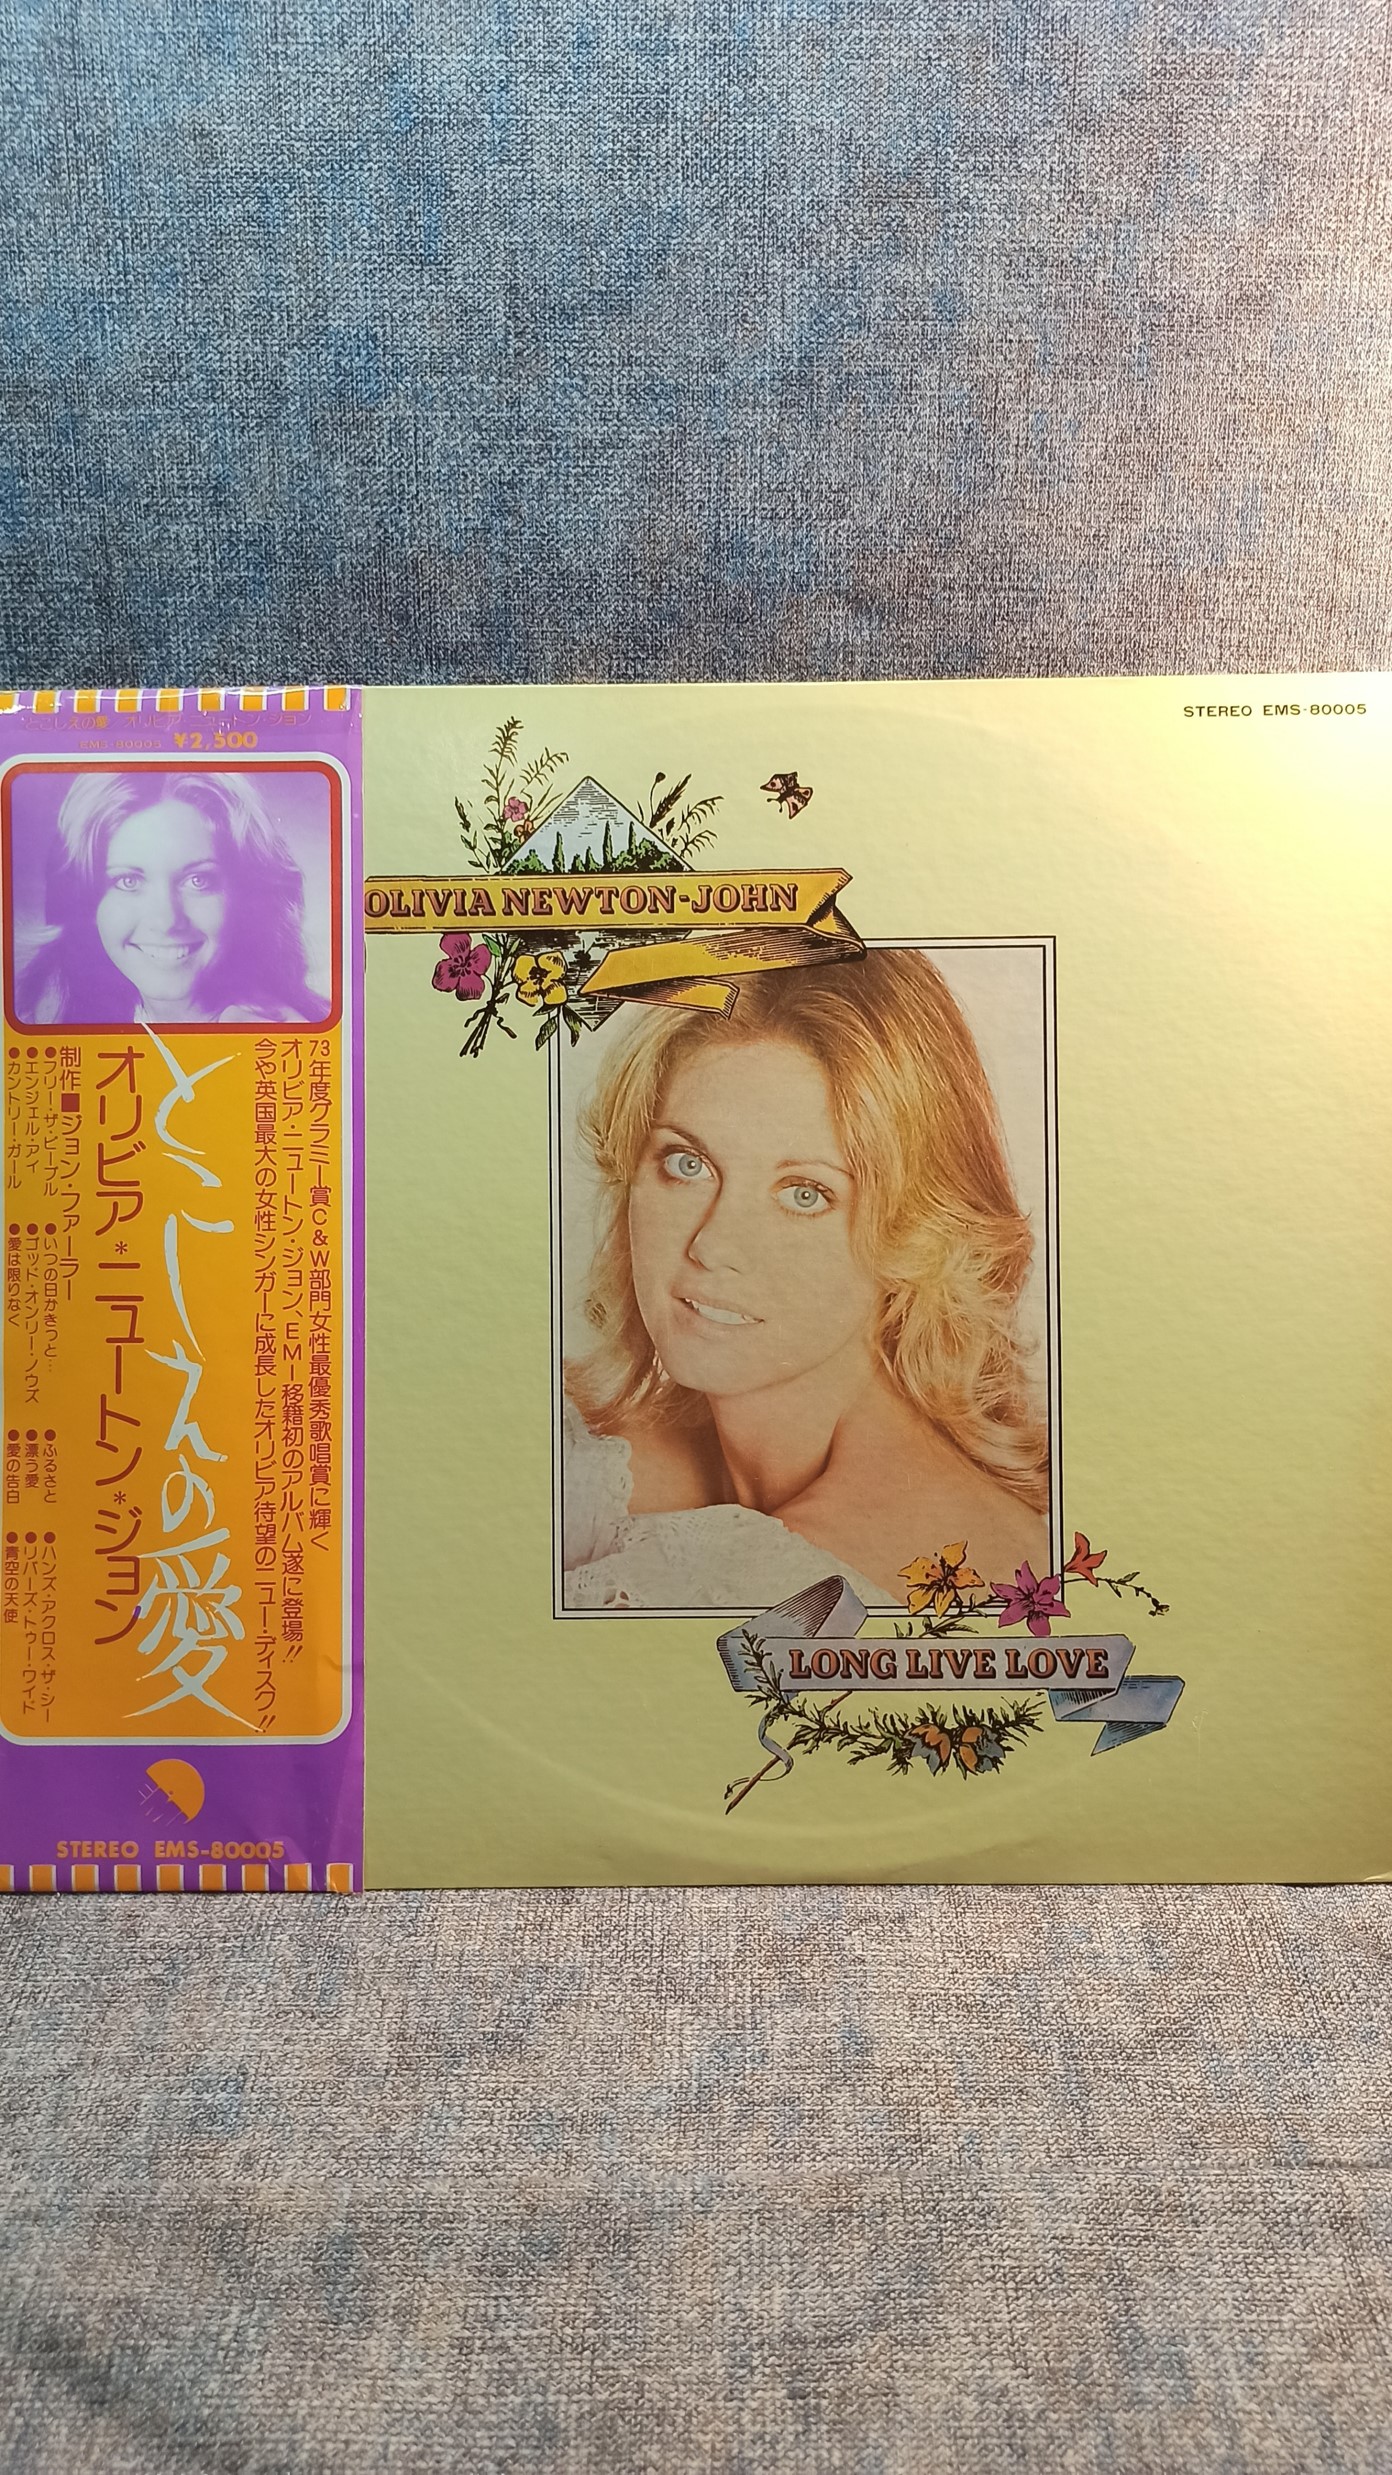 とこしえの愛 オリビア・ニュートン・ジョン
EMS-80005 ¥2,500
73年度グラミー賞C&W部門女性最優秀歌唱賞に輝く
オリビア・ニュートン・ジョン、EMI移籍初のアルバム遂に登場!!
今や英国最大の女性シンガーに成長したオリビア待望のニュー・ディスク!!
とこしえの愛
オリビア*ニュートン*ジョン
制作■ジョン・ファーラー
●フリー・ザ・ピープル ●いつの日かきっと… ●ふるさと ●ハンズ・アクロス・ザ・シー
●エンジェル・アイ ●ゴッド・オンリー・ノウズ ●漂う愛 ●リバーズ・トゥー・ワイド
●カントリー・ガール ●愛は限りなく ●愛の告白 ●青空の天使
STEREO EMS-80005
STEREO EMS-80005
OLIVIA NEWTON-JOHN
LONG LIVE LOVE